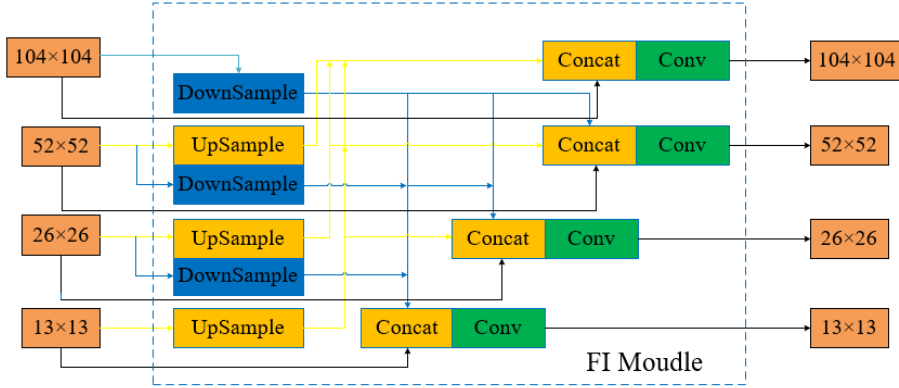 104×104
Concat
Conv
104×104
DownSample
52×52
UpSample
Concat
Conv
52×52
DownSample
26×26
UpSample
Concat
Conv
26×26
DownSample
13×13
UpSample
Concat
Conv
13×13
FI Moudle